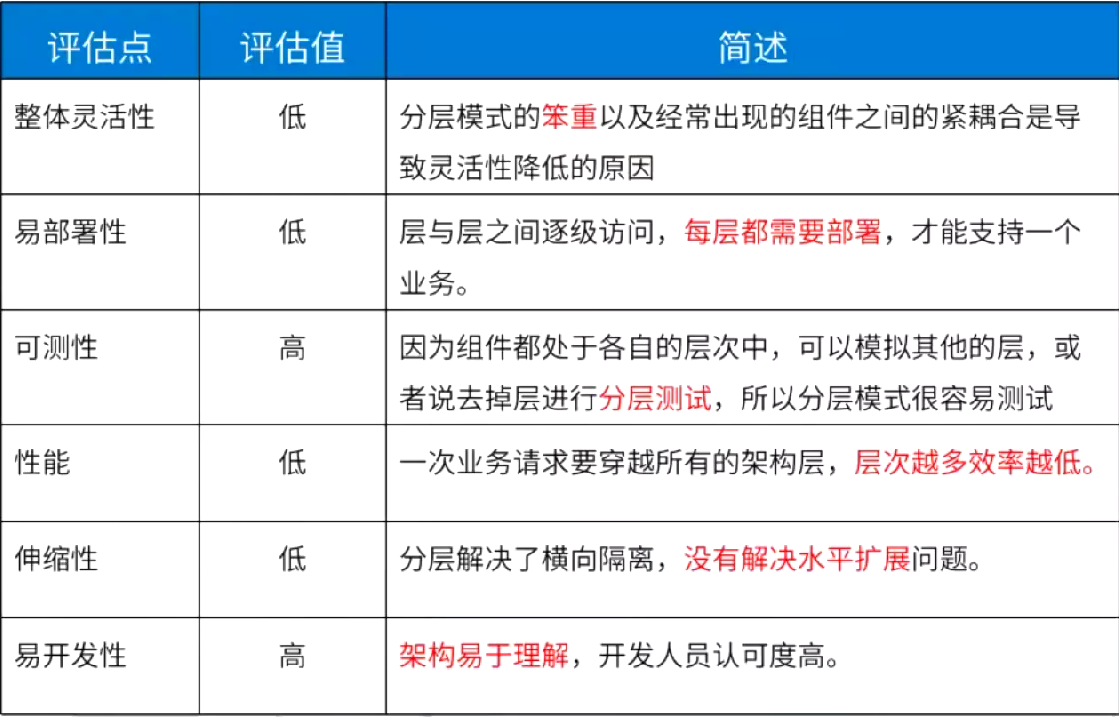 评估点 评估值 简述
整体灵活性 低 分层模式的笨重以及经常出现的组件之间的紧耦合是导
致灵活性降低的原因
易部署性 低 层与层之间逐级访问，每层都需要部署，才能支持一个
业务。
可测性 高 因为组件都处于各自的层次中，可以模拟其他的层，或
者说去掉层进行分层测试，所以分层模式很容易测试
性能 低 一次业务请求要穿越所有的架构层，层次越多效率越低。
伸缩性 低 分层解决了横向隔离，没有解决水平扩展问题。
易开发性 高 架构易于理解，开发人员认可度高。